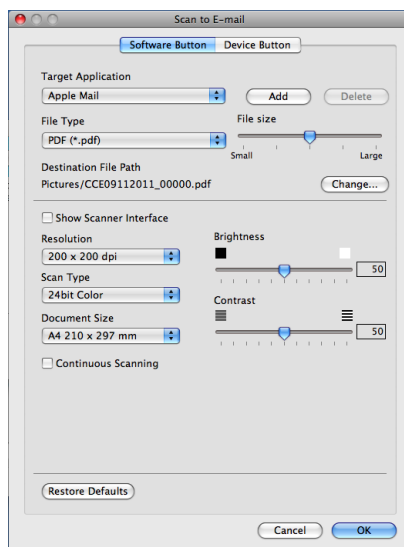 Scan to E-mail
Software Button Device Button
Target Application
Apple Mail Add Delete
File Type File size
PDF (*.pdf)
Small Large
Destination File Path
Pictures/CCE09112011_00000.pdf Change...
Show Scanner Interface
Resolution Brightness
200 x 200 dpi
50
Scan Type
24bit Color
Contrast
Document Size
A4 210 x 297 mm 50
Continuous Scanning
Restore Defaults
Cancel OK